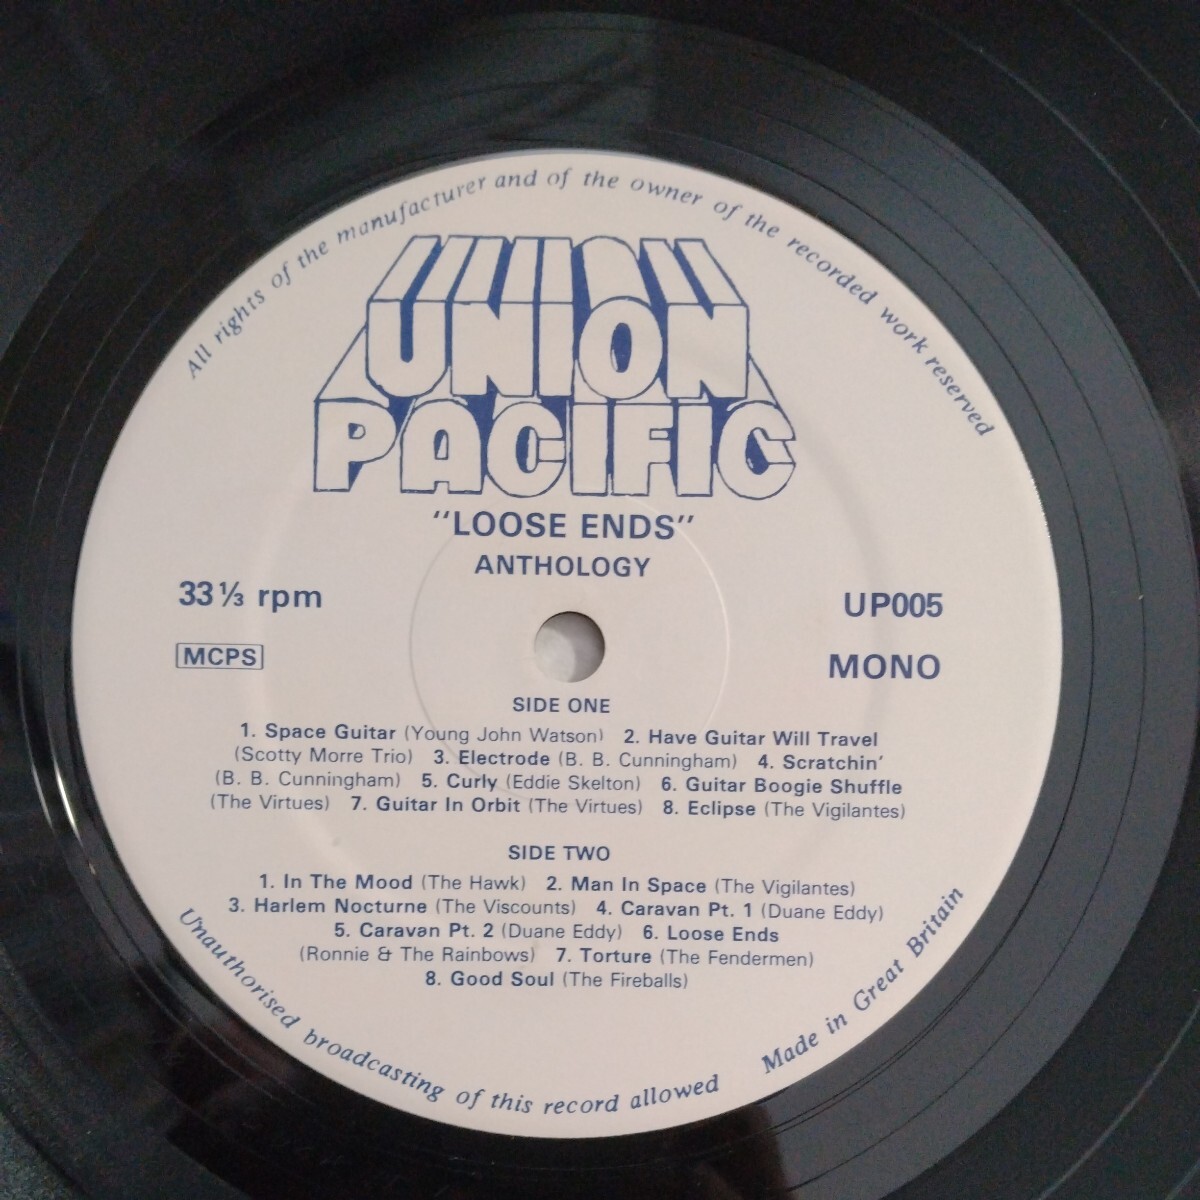 All rights of the manufacturer and of the owner of the recorded work reserved
UNION
PACIFIC
"LOOSE ENDS"
ANTHOLOGY
33⅓ rpm
UP005
MCPS
MONO
SIDE ONE
1. Space Guitar (Young John Watson) 2. Have Guitar Will Travel
(Scotty Morre Trio) 3. Electrode (B. B. Cunningham) 4. Scratchin'
(B. B. Cunningham) 5. Curly (Eddie Skelton) 6. Guitar Boogie Shuffle
(The Virtues) 7. Guitar In Orbit (The Virtues) 8. Eclipse (The Vigilantes)
SIDE TWO
1. In The Mood (The Hawk) 2. Man In Space (The Vigilantes)
3. Harlem Nocturne (The Viscounts) 4. Caravan Pt. 1 (Duane Eddy)
5. Caravan Pt. 2 (Duane Eddy) 6. Loose Ends
(Ronnie & The Rainbows) 7. Torture (The Fendermen)
8. Good Soul (The Fireballs)
Unauthorised broadcasting of this record allowed
Made in Great Britain